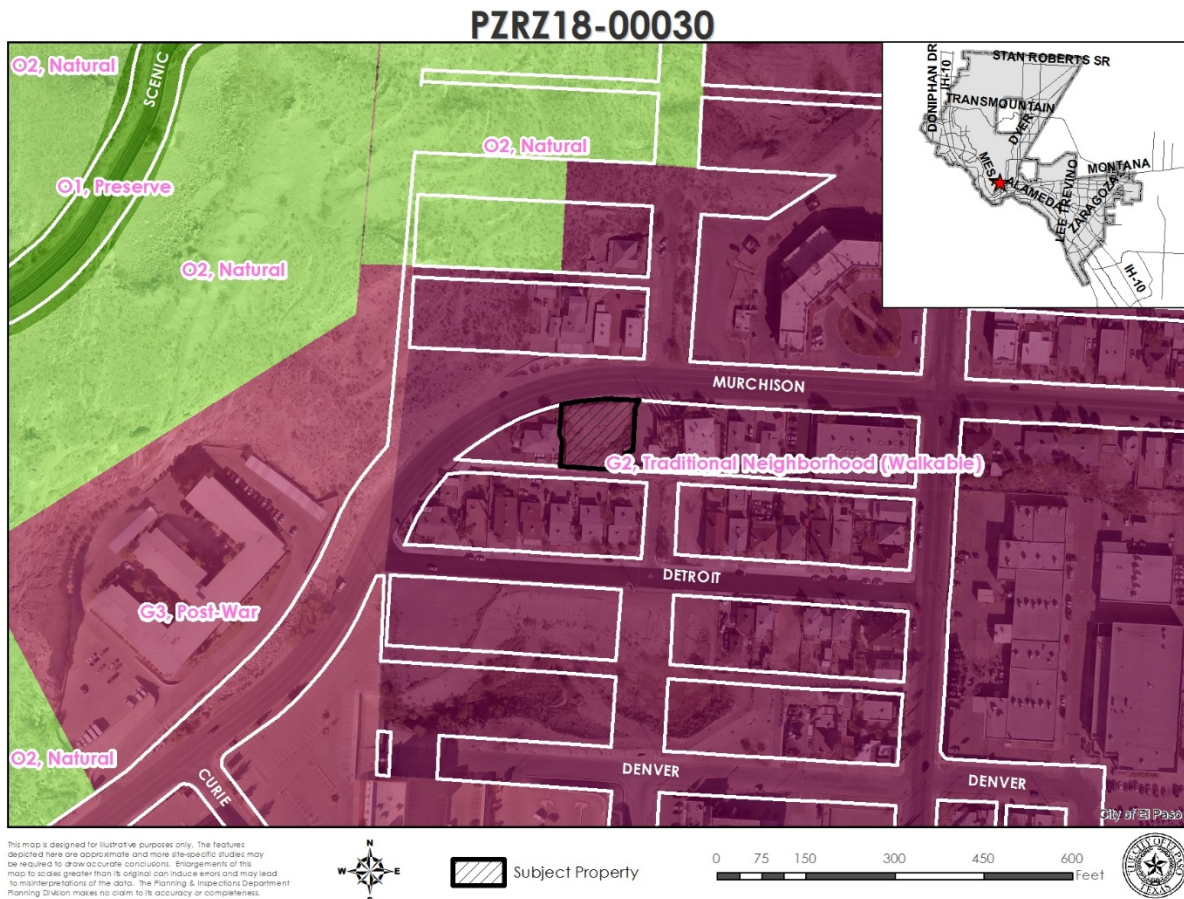 PZRZ18-00030
O2, Natural
SCENIC
O1, Preserve
O2, Natural
O2, Natural
STAN ROBERTS SR
DONIPHAN DR
IH-10
TRANSMOUNTAIN
DYER
MESA
ALAMEDA
LEE TREVINO
MONTANA
ZARAGOZA
IH-10
MURCHISON
G2, Traditional Neighborhood (Walkable)
DETROIT
G3, Post-War
O2, Natural
CURIE
DENVER
DENVER
City of El Paso
This map is designed for illustrative purposes only. The features
depicted here are approximate and more site-specific studies may
be required to draw accurate conclusions. Enlargements of this
map to scales greater than its original can induce errors and may lead
to misinterpretations of the data. The Planning & Inspections Department
Planning Division makes no claim to its accuracy or completeness.
N
W E
S
Subject Property
0 75 150 300 450 600
Feet
THE CITY OF EL PASO
TEXAS